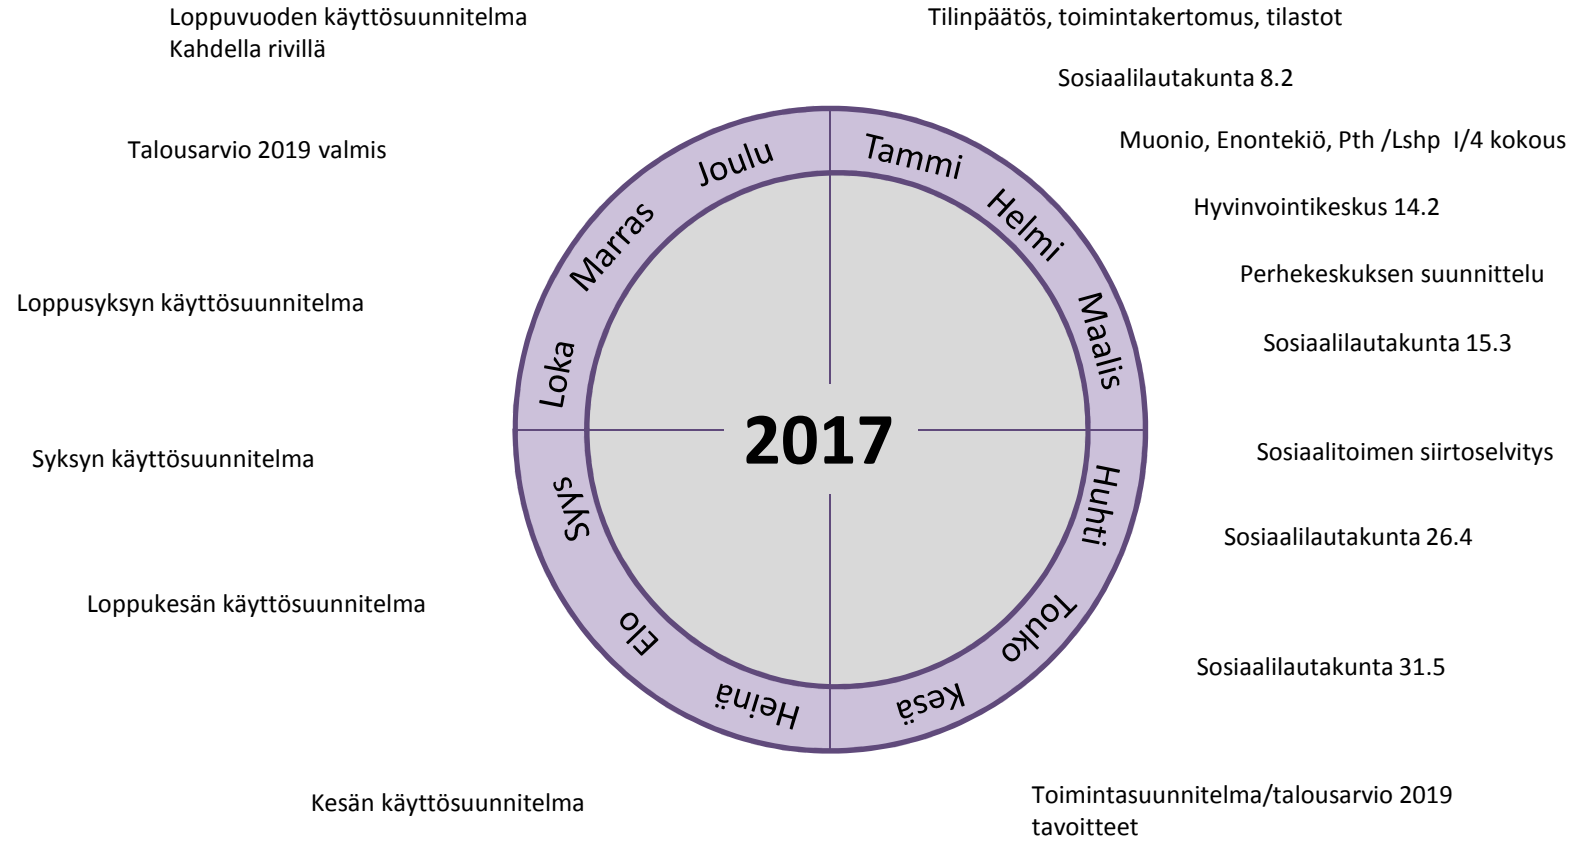 Loppuvuoden käyttösuunnitelma
Kahdella rivillä
Tilinpäätös, toimintakertomus, tilastot
Sosiaalilautakunta 8.2
Muonio, Enontekiö, Pth /Lshp I/4 kokous
Hyvinvointikeskus 14.2
Perhekeskuksen suunnittelu
Sosiaalilautakunta 15.3
Sosiaalitoimen siirtoselvitys
Sosiaalilautakunta 26.4
Sosiaalilautakunta 31.5
Toimintasuunnitelma/talousarvio 2019
tavoitteet
Kesän käyttösuunnitelma
Loppukesän käyttösuunnitelma
Syksyn käyttösuunnitelma
Loppusyksyn käyttösuunnitelma
Talousarvio 2019 valmis
Tammi
Helmi
Maalis
Huhti
Touko
Kesä
Heinä
Elo
Syys
Loka
Marras
Joulu
2017